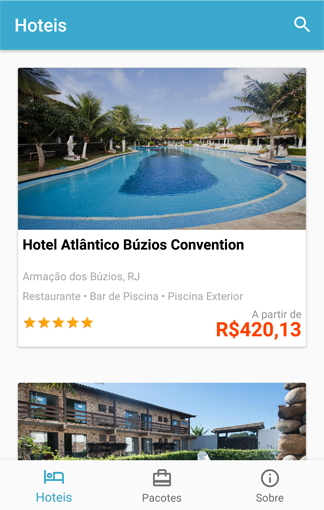 Hoteis
Hotel Atlântico Búzios Convention
Armação dos Búzios, RJ
Restaurante • Bar de Piscina • Piscina Exterior
A partir de
R$420,13
Hoteis
Pacotes
Sobre